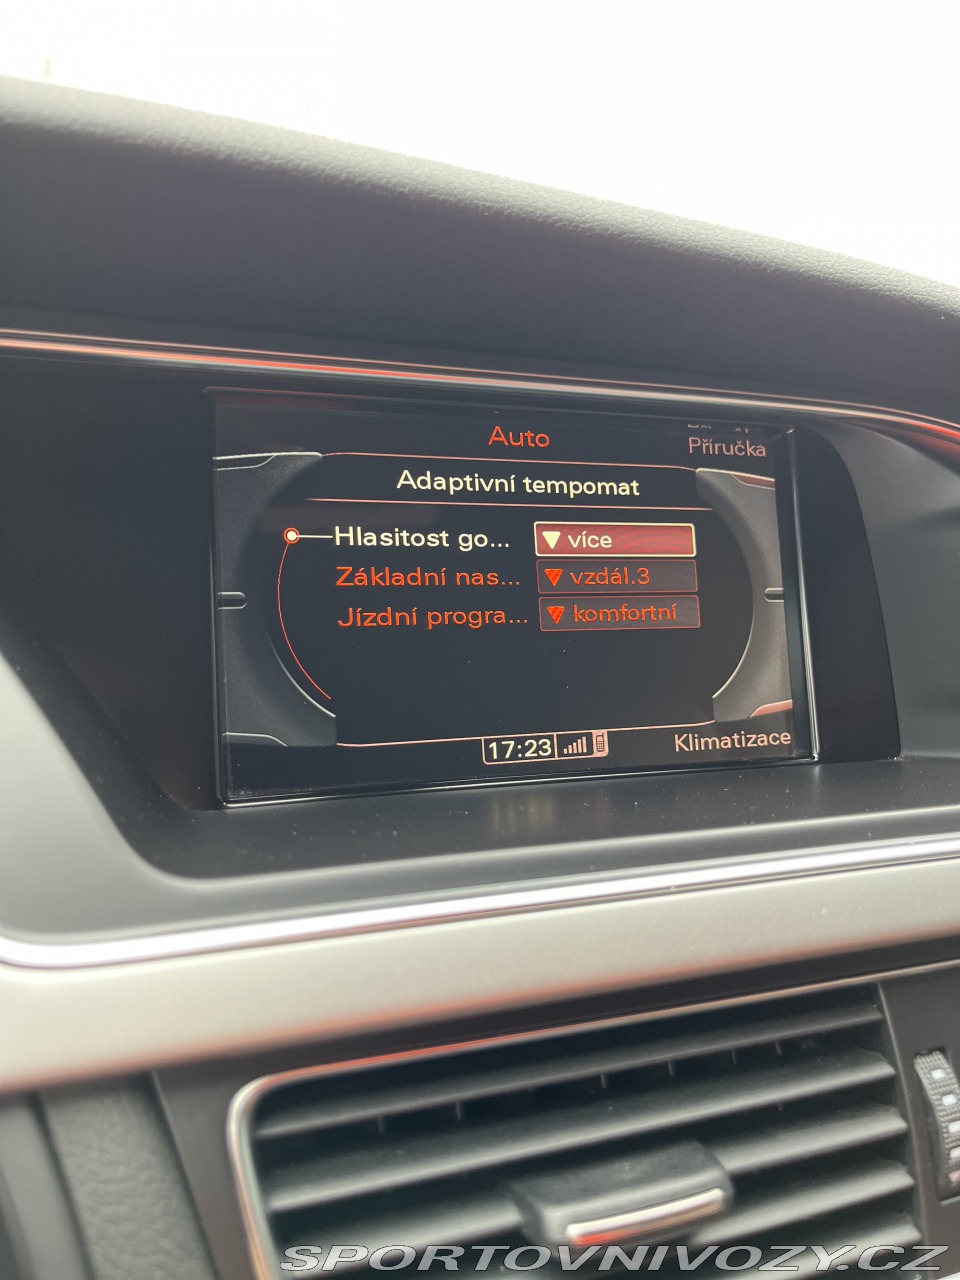 Auto
Příručka
Adaptivní tempomat
Hlasitost go... více
Základní nas... vzdál.3
Jízdní progra... komfortní
17:23
Klimatizace
SPORTOVNIVOZY.CZ